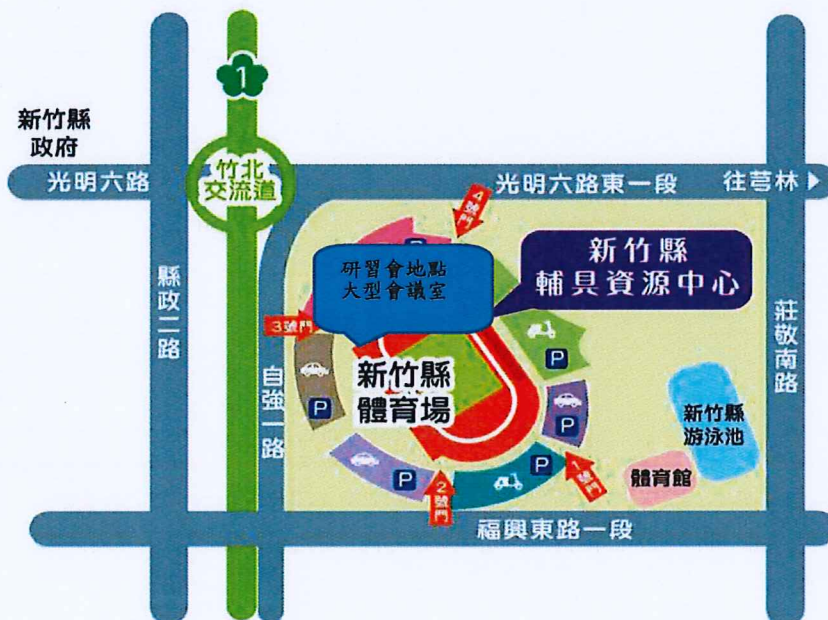 1
新竹縣
政府
竹北
交流道
光明六路
光明六路東一段
往芎林
4號門
研習會地點
大型會議室
新竹縣
輔具資源中心
縣政二路
3號門
莊敬南路
P
自強一路
新竹縣
體育場
P
P
新竹縣
游泳池
P
P
體育館
1號門
2號門
福興東路一段